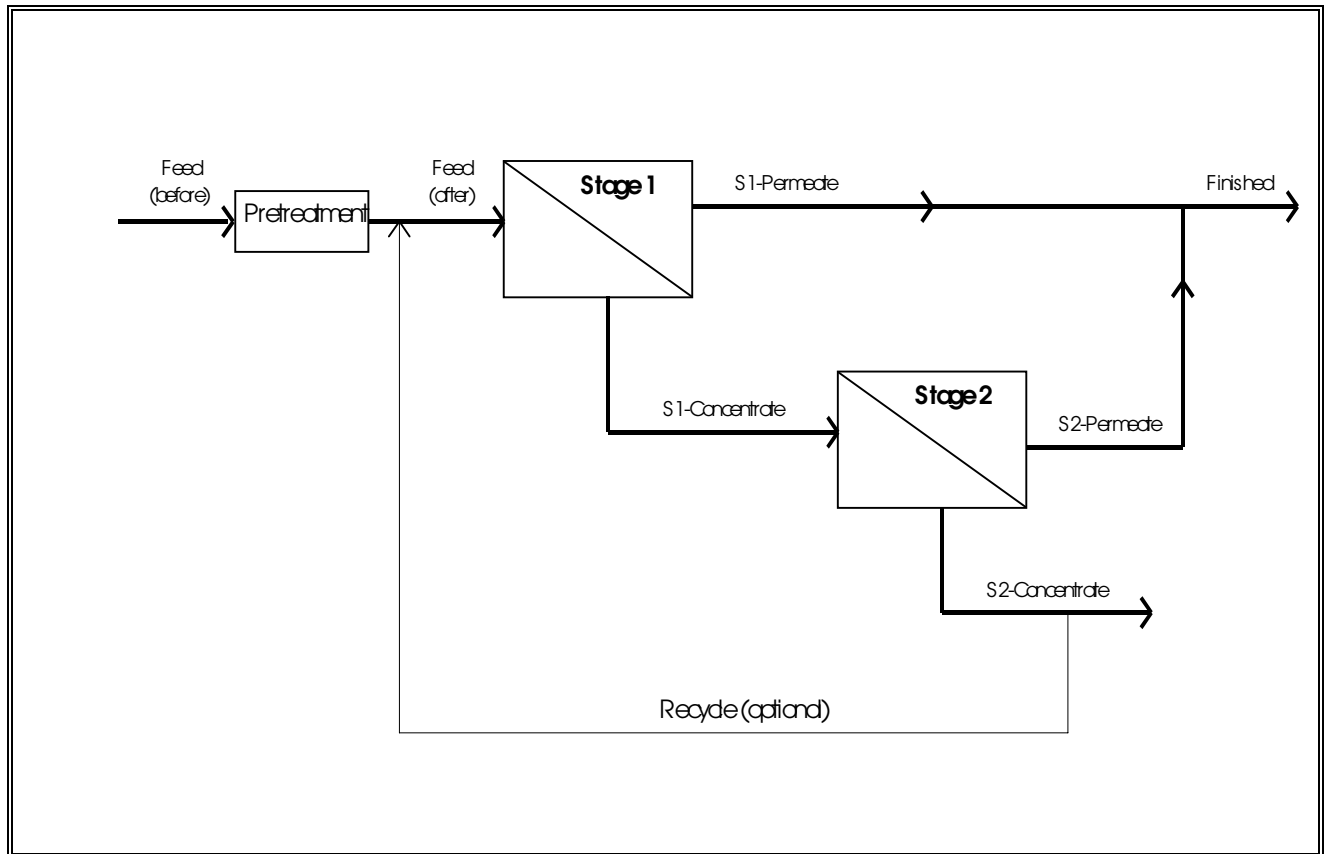 Feed
(before)
Pretreatment
Feed
(after)
Stage 1
S1-Permeate
Finished
S1-Concentrate
Stage 2
S2-Permeate
S2-Concentrate
Recycle (optional)